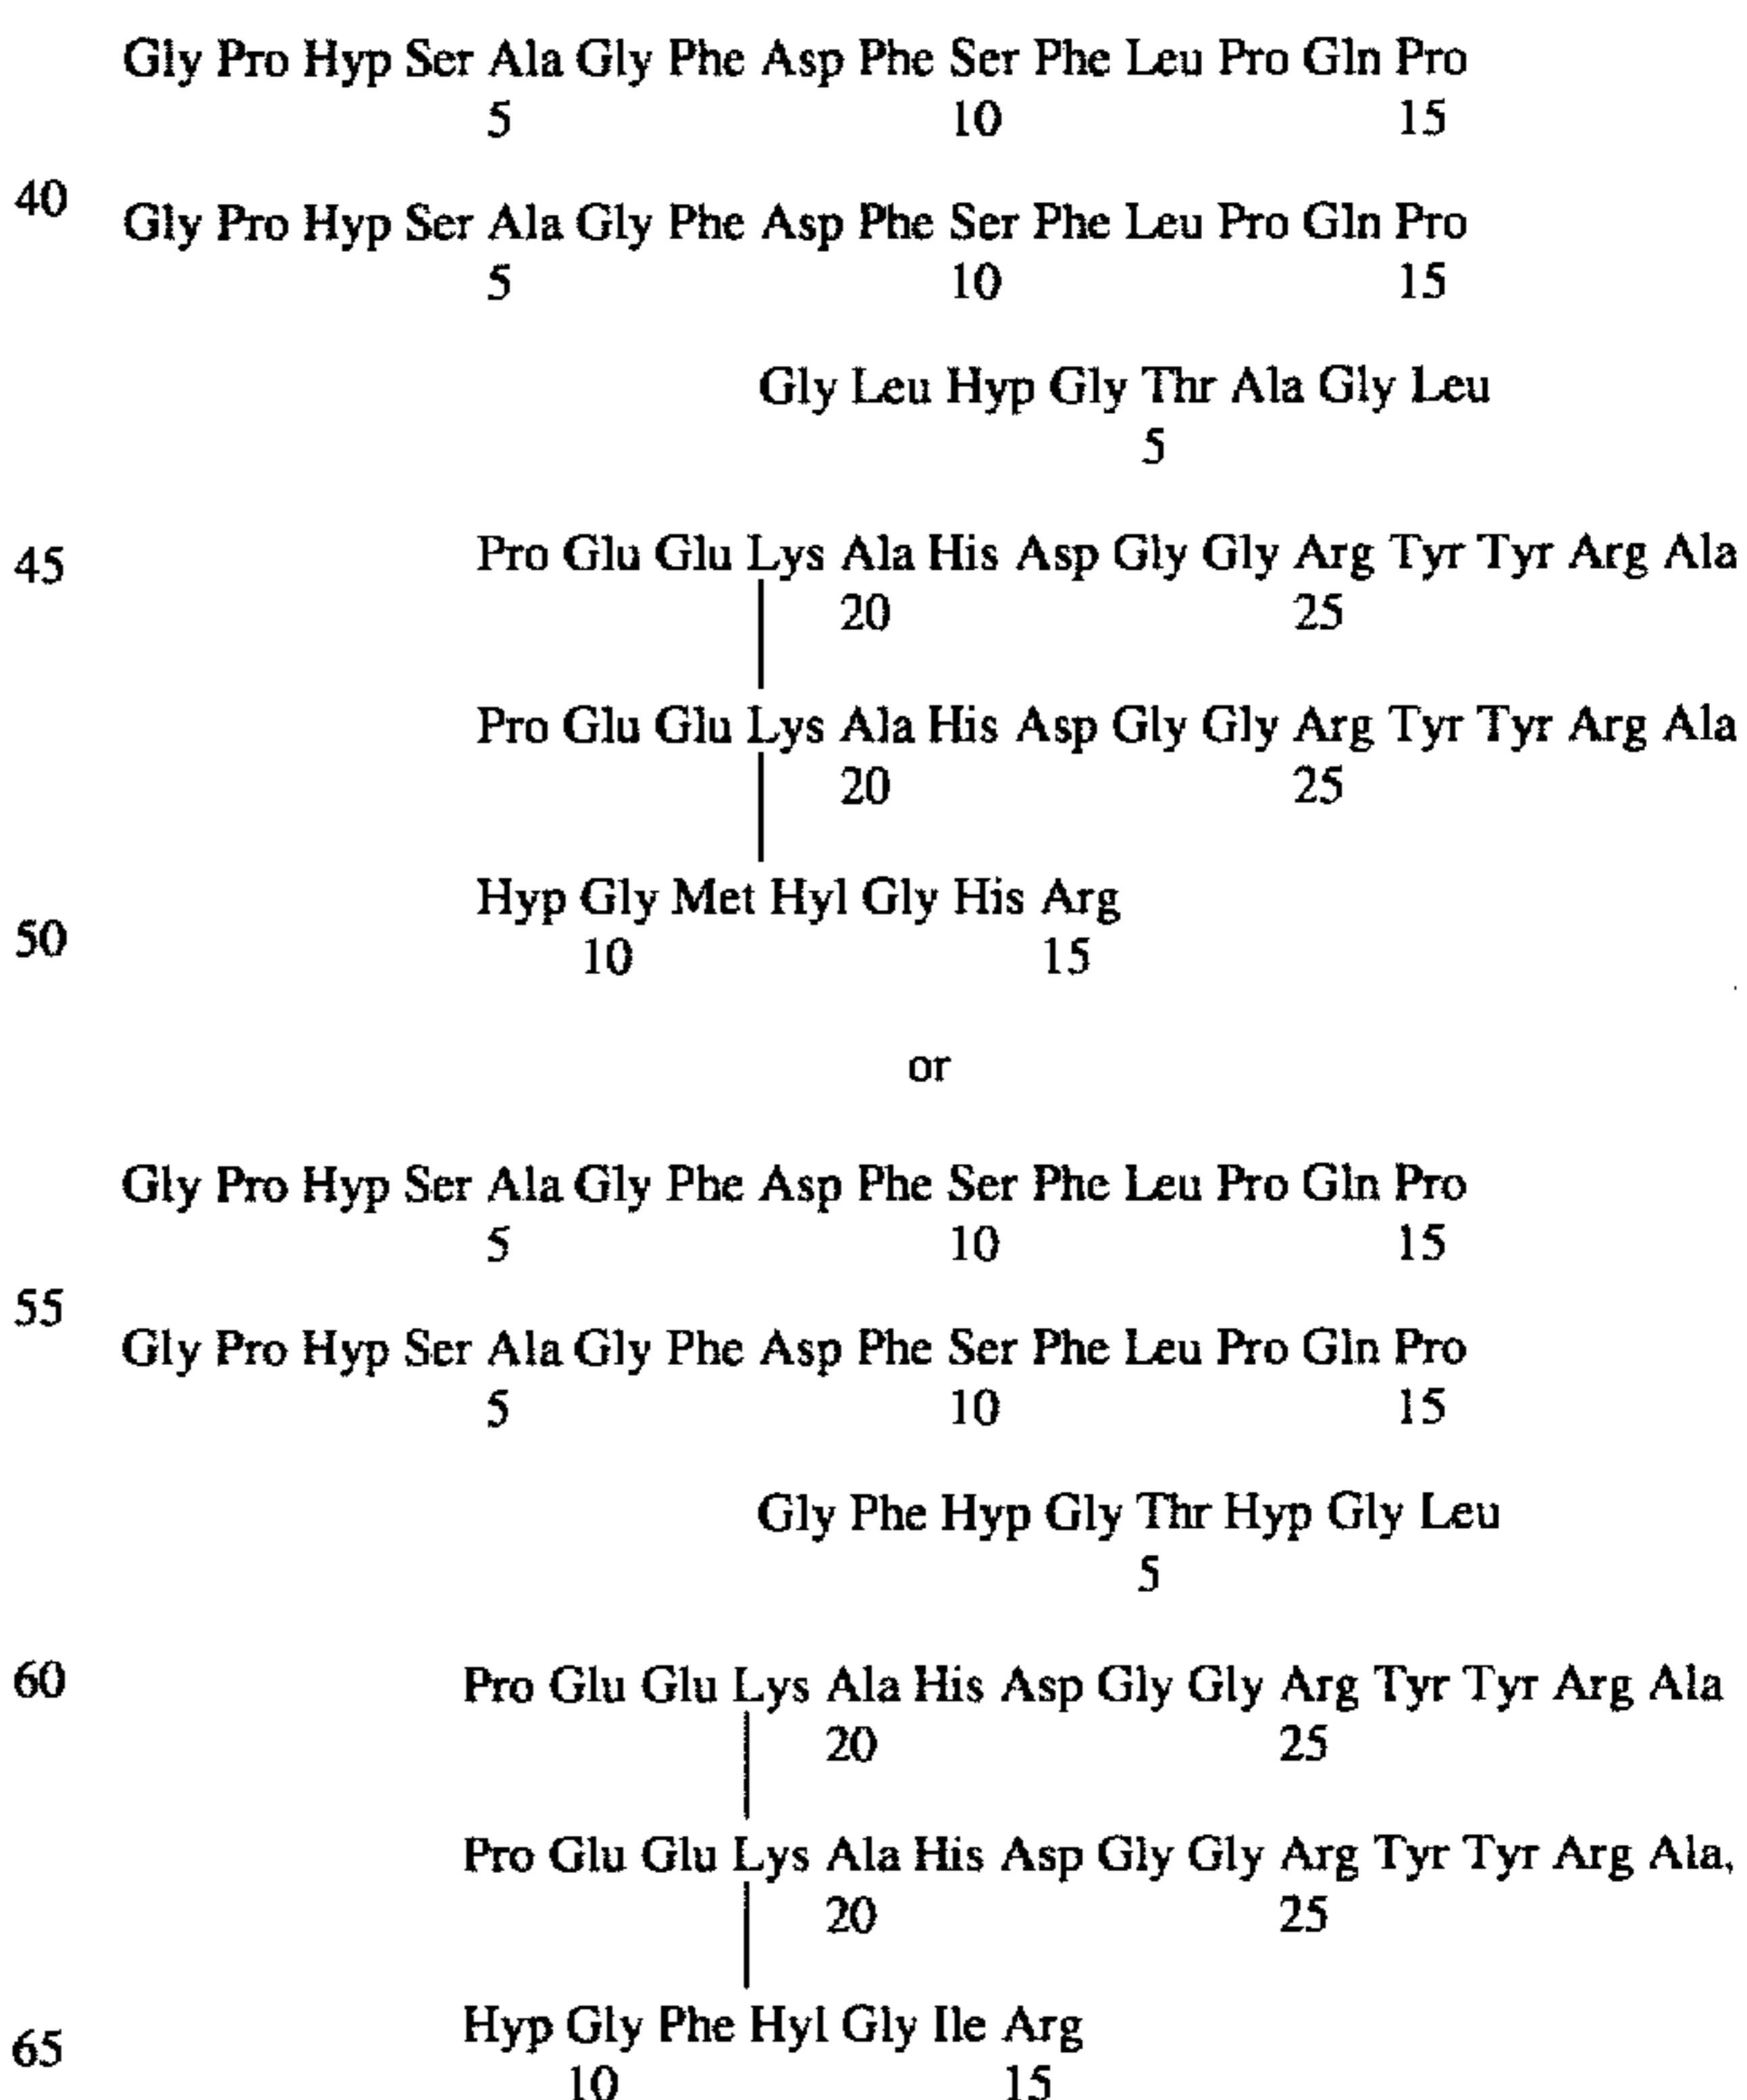 Gly Pro Hyp Ser Ala Gly Phe Asp Phe Ser Phe Leu Pro Gln Pro
5 10 15
40 Gly Pro Hyp Ser Ala Gly Phe Asp Phe Ser Phe Leu Pro Gln Pro
5 10 15
Gly Leu Hyp Gly Thr Ala Gly Leu
5
45 Pro Glu Glu Lys Ala His Asp Gly Gly Arg Tyr Tyr Arg Ala
20 25
Pro Glu Glu Lys Ala His Asp Gly Gly Arg Tyr Tyr Arg Ala
20 25
50 Hyp Gly Met Hyl Gly His Arg
10 15
or
Gly Pro Hyp Ser Ala Gly Phe Asp Phe Ser Phe Leu Pro Gln Pro
5 10 15
55 Gly Pro Hyp Ser Ala Gly Phe Asp Phe Ser Phe Leu Pro Gln Pro
5 10 15
Gly Phe Hyp Gly Thr Hyp Gly Leu
5
60 Pro Glu Glu Lys Ala His Asp Gly Gly Arg Tyr Tyr Arg Ala
20 25
Pro Glu Glu Lys Ala His Asp Gly Gly Arg Tyr Tyr Arg Ala,
20 25
65 Hyp Gly Phe Hyl Gly Ile Arg
10 15